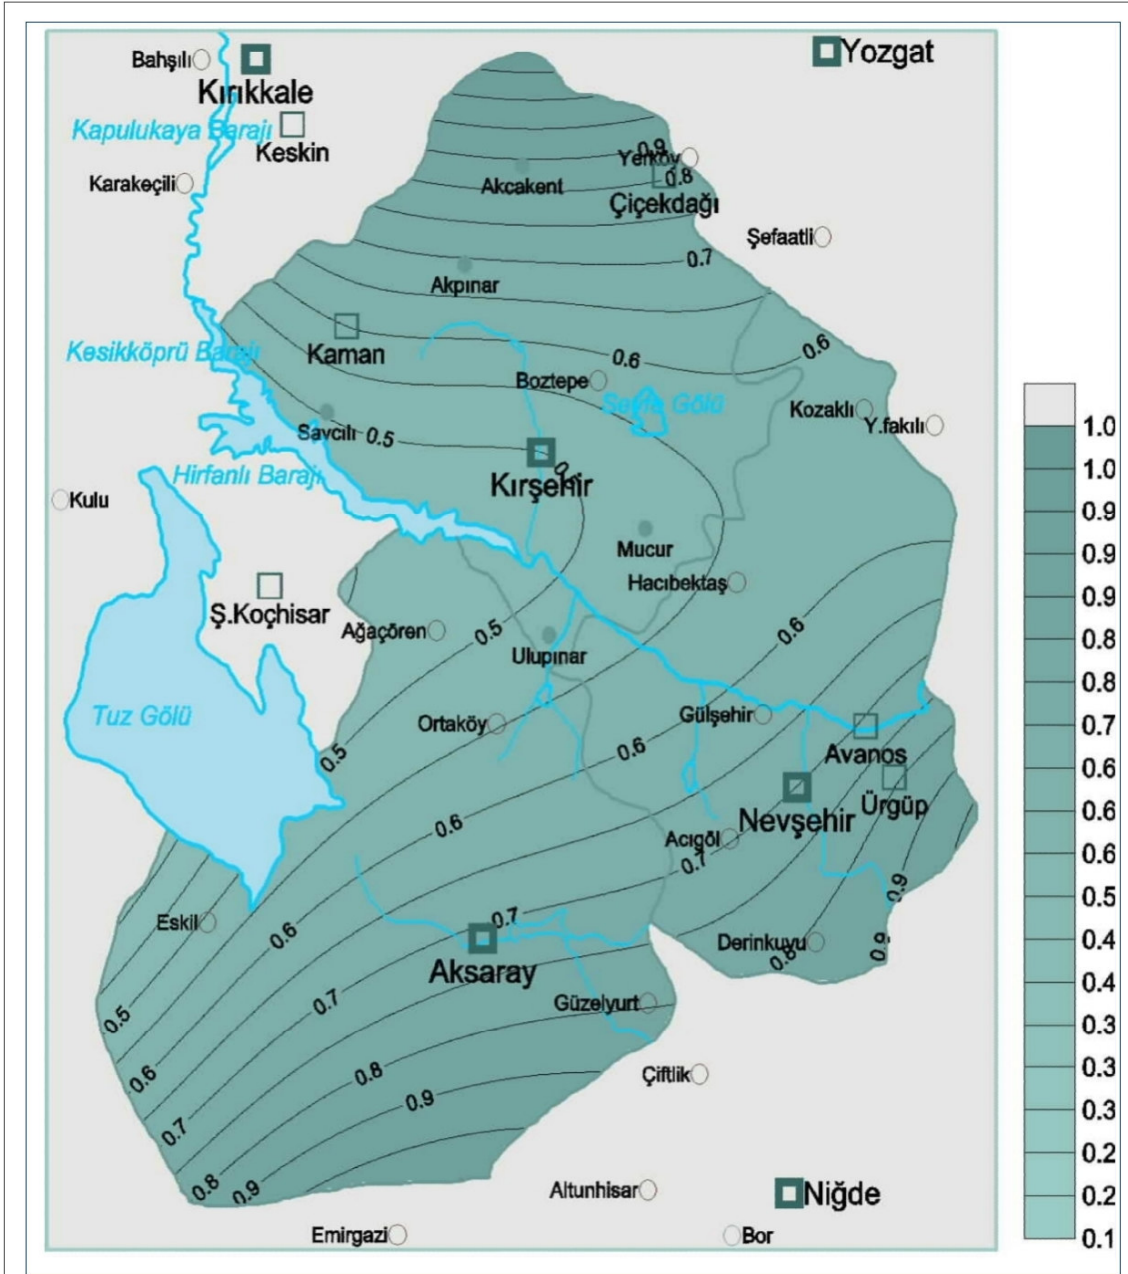 Bahşılı
Kırıkkale
Yozgat
Kapulukaya Barajı
Keskin
0.9
Yerköy
Karakeçili
Akcakent
0.8
Çiçekdağı
Şefaatli
0.7
Akpınar
Kesikköprü Barajı
Kaman
0.6
0.6
Boztepe
Seyfe Gölü
Kozaklı
Y.fakılı
1.0
Savcılı
0.5
Hirfanlı Barajı
1.0
Kırşehir
Kulu
0.9
Mucur
0.9
Ş.Koçhisar
Hacıbektaş
0.9
Ağaçören
0.5
0.6
0.8
Ulupınar
0.8
Tuz Gölü
Ortaköy
Gülşehir
0.7
0.5
0.6
Avanos
0.6
Ürgüp
Nevşehir
0.6
0.6
Acıgöl
0.7
0.6
0.9
0.5
Eskil
0.6
0.7
Derinkuyu
0.8
0.9
0.4
Aksaray
0.7
Güzelyurt
0.4
0.5
0.3
0.6
0.8
Çiftlik
0.3
0.9
0.3
0.7
0.2
0.8
0.9
Altunhisar
Niğde
0.2
Emirgazi
Bor
0.1